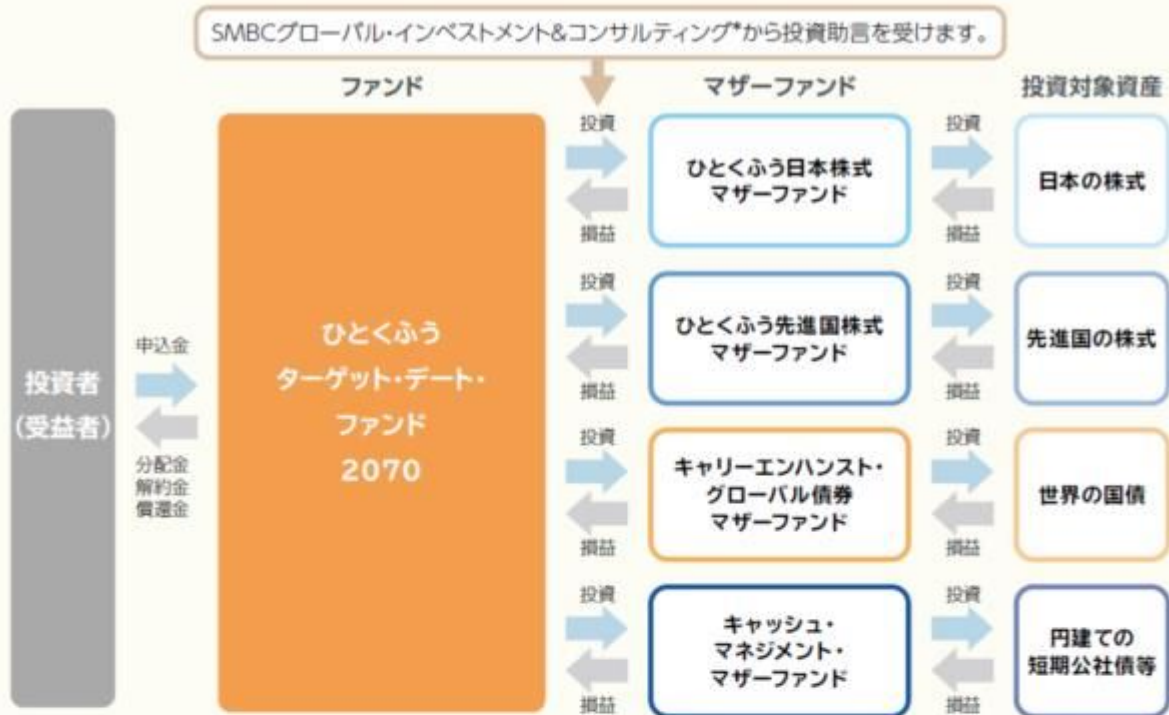 SMBCグローバル・インベストメント&コンサルティング*から投資助言を受けます。
ファンド
マザーファンド
投資対象資産
投資者
(受益者)
申込金
分配金
解約金
償還金
ひとくふう
ターゲット・デート・
ファンド
2070
投資
損益
ひとくふう日本株式
マザーファンド
投資
損益
日本の株式
投資
損益
ひとくふう先進国株式
マザーファンド
投資
損益
先進国の株式
投資
損益
キャリーエンハンスト・
グローバル債券
マザーファンド
投資
損益
世界の国債
投資
損益
キャッシュ・
マネジメント・
マザーファンド
投資
損益
円建ての
短期公社債等